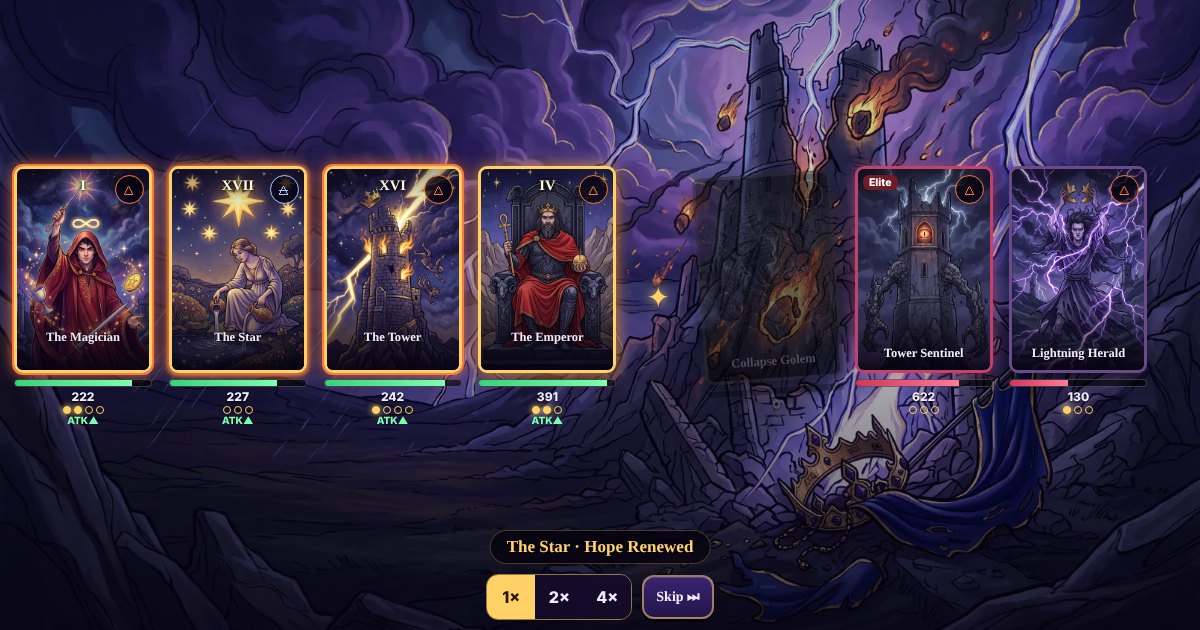 I
The Magician
222
ATK▲
XVII
The Star
227
ATK▲
XVI
The Tower
242
ATK▲
IV
The Emperor
391
ATK▲
Collapse Golem
Elite
Tower Sentinel
622
Lightning Herald
130
The Star · Hope Renewed
1×
2×
4×
Skip ⏭